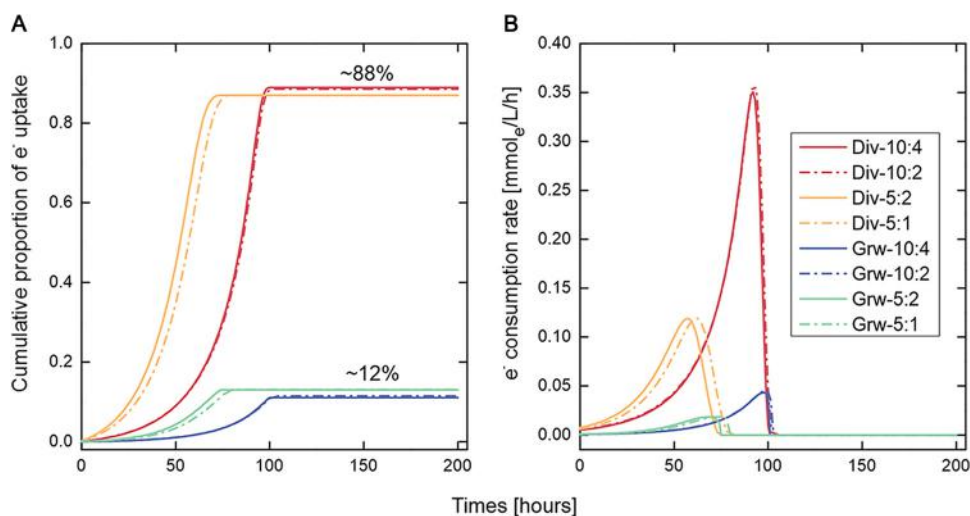 A
B
Cumulative proportion of e⁻ uptake
1.0
0.8
0.6
0.4
0.2
0.0
~88%
~12%
0
50
100
150
200
e⁻ consumption rate [mmolₑ/L/h]
0.40
0.35
0.30
0.25
0.20
0.15
0.10
0.05
0.00
Div-10:4
Div-10:2
Div-5:2
Div-5:1
Grw-10:4
Grw-10:2
Grw-5:2
Grw-5:1
0
50
100
150
200
Times [hours]